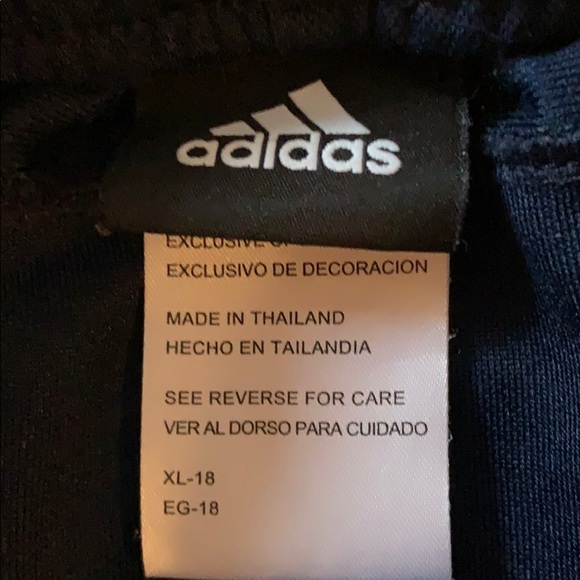 adidas
EXCLUSIVE
EXCLUSIVO DE DECORACION
MADE IN THAILAND
HECHO EN TAILANDIA
SEE REVERSE FOR CARE
VER AL DORSO PARA CUIDADO
XL-18
EG-18